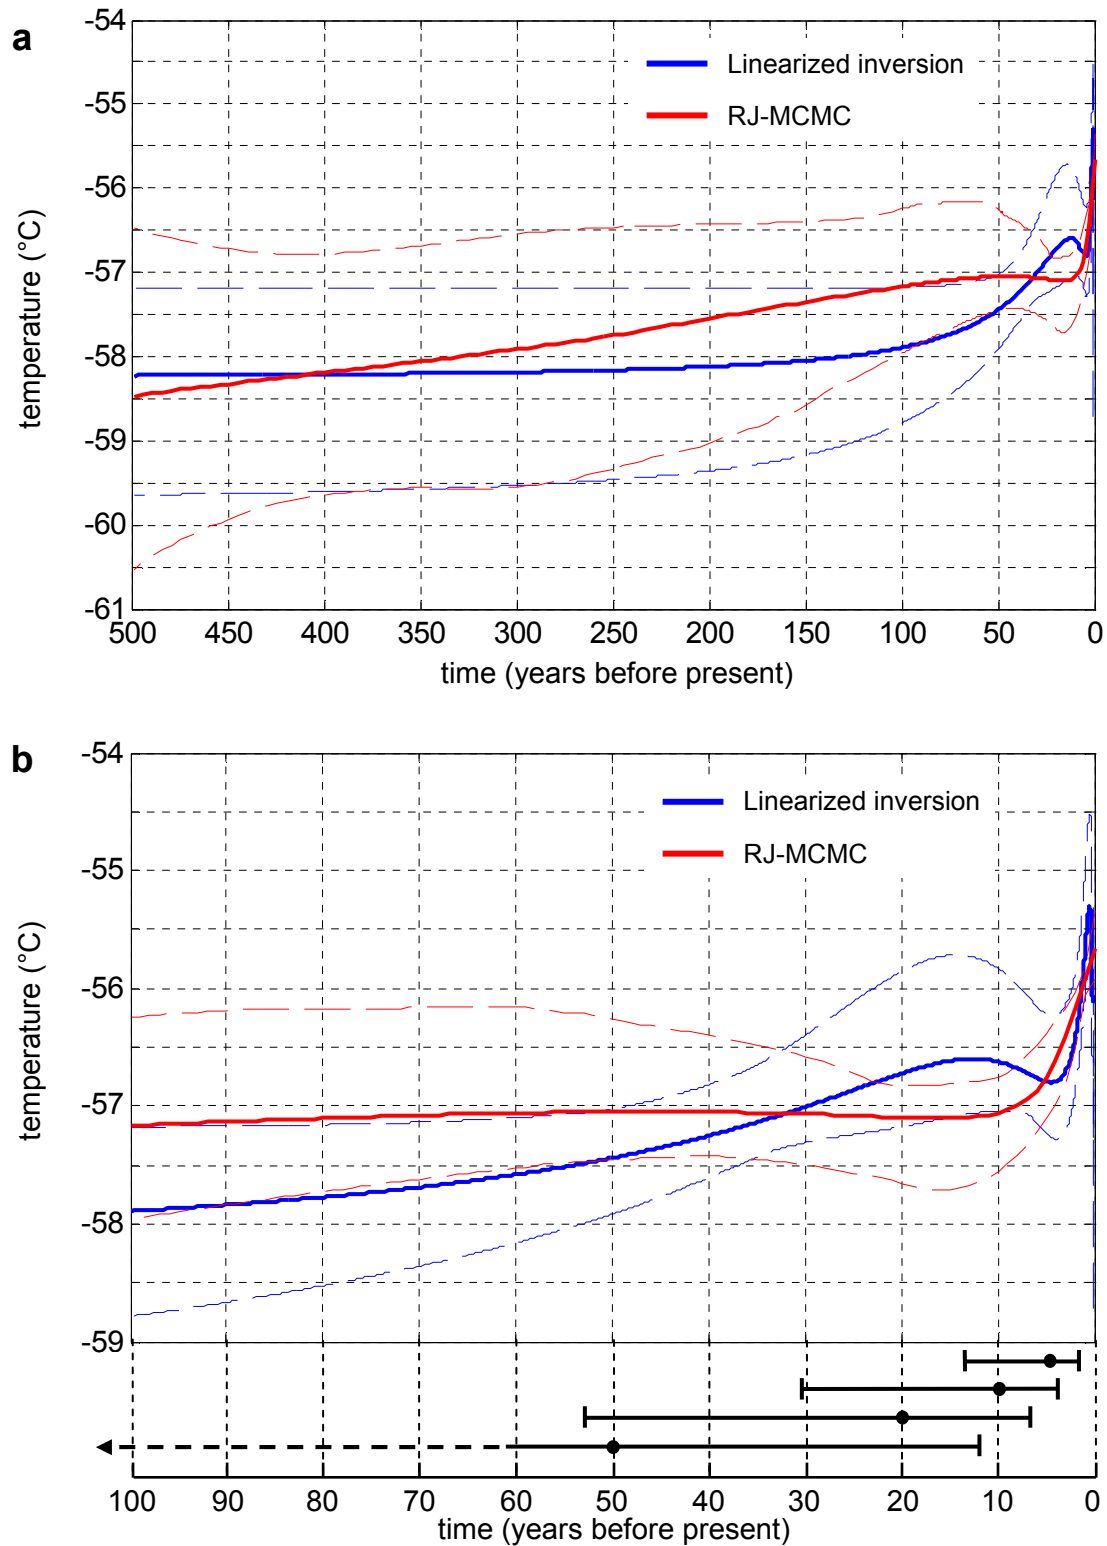 a
-54
-55
-56
-57
-58
-59
-60
-61
temperature (°C)
Linearized inversion
RJ-MCMC
500 450 400 350 300 250 200 150 100 50 0
time (years before present)
b
-54
-55
-56
-57
-58
-59
temperature (°C)
Linearized inversion
RJ-MCMC
100 90 80 70 60 50 40 30 20 10 0
time (years before present)